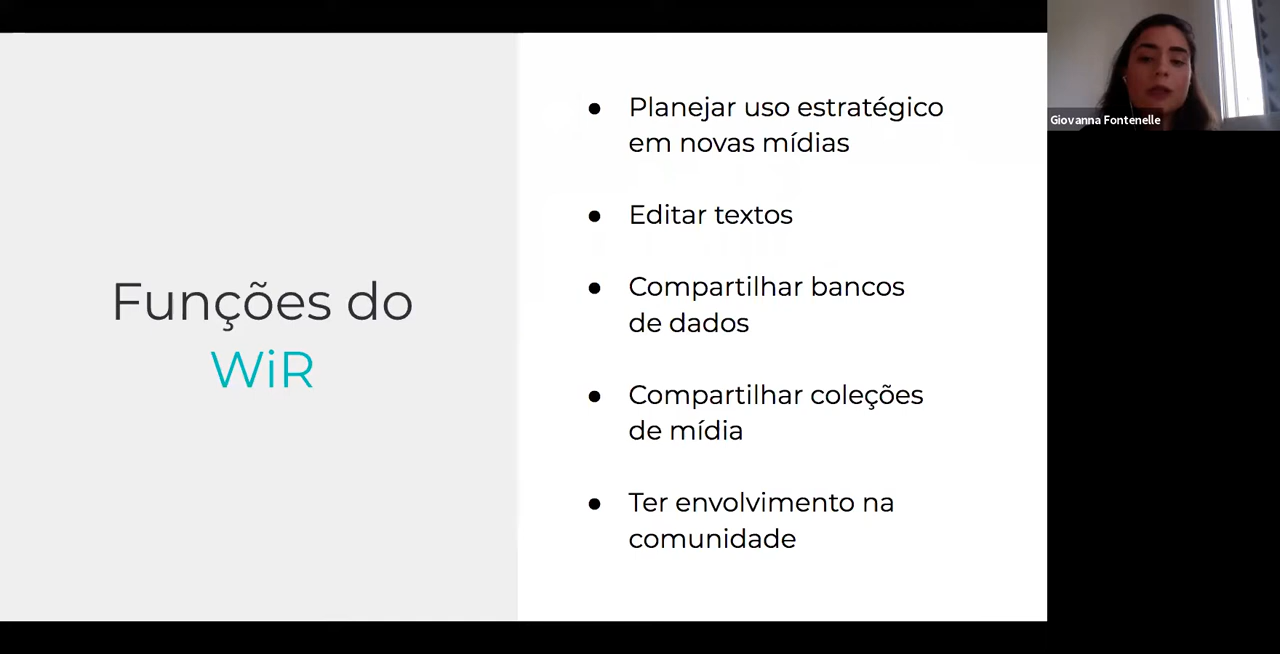 Funções do
WiR
● Planejar uso estratégico
em novas mídias
● Editar textos
● Compartilhar bancos
de dados
● Compartilhar coleções
de mídia
● Ter envolvimento na
comunidade
Giovanna Fontenelle